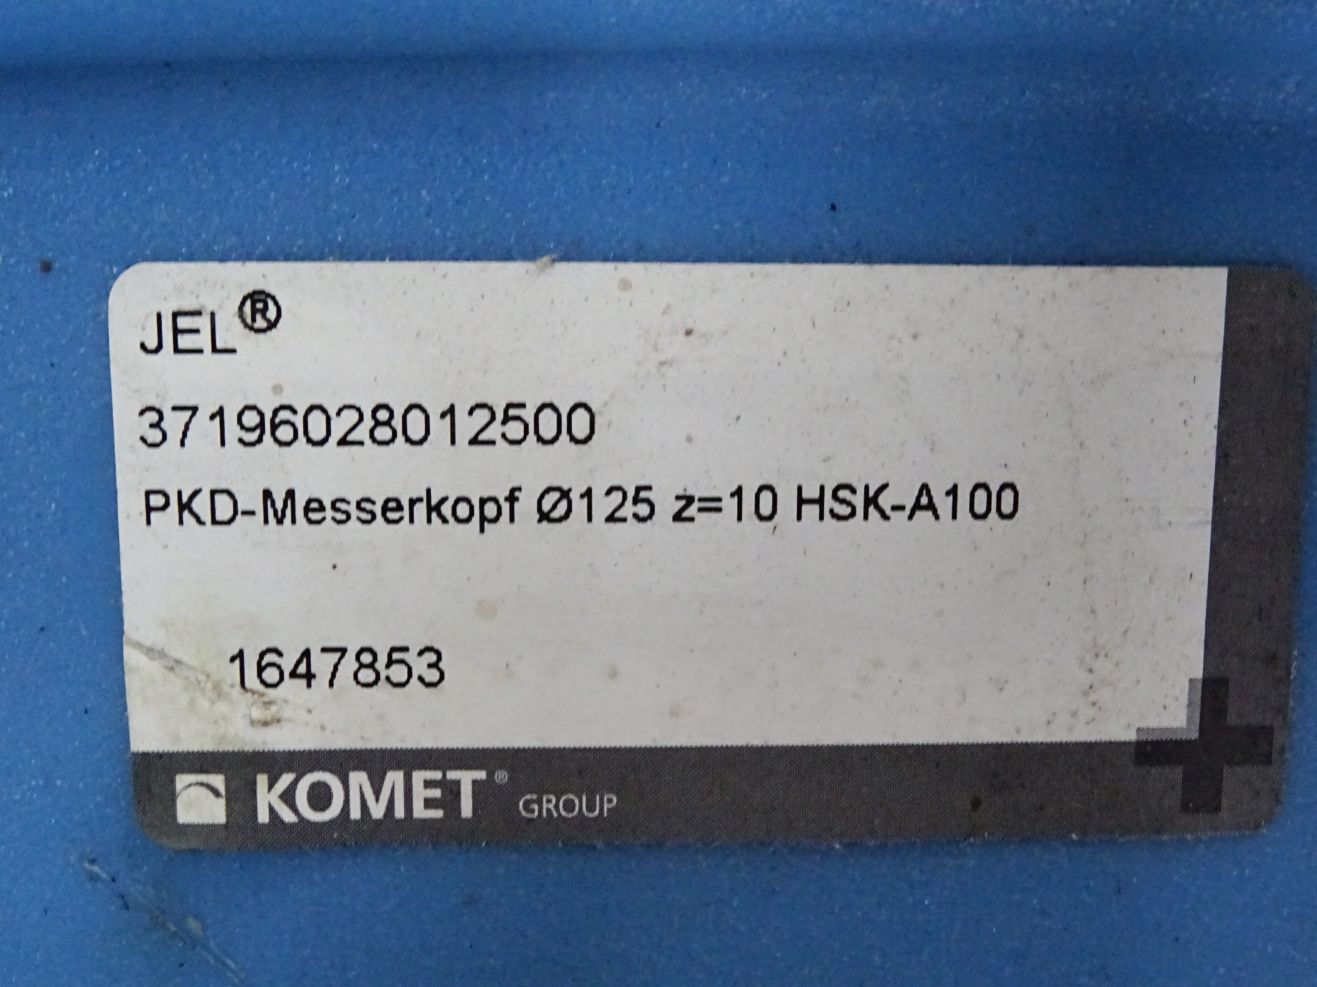 JEL®
37196028012500
PKD-Messerkopf Ø125 z=10 HSK-A100
1647853
KOMET® GROUP